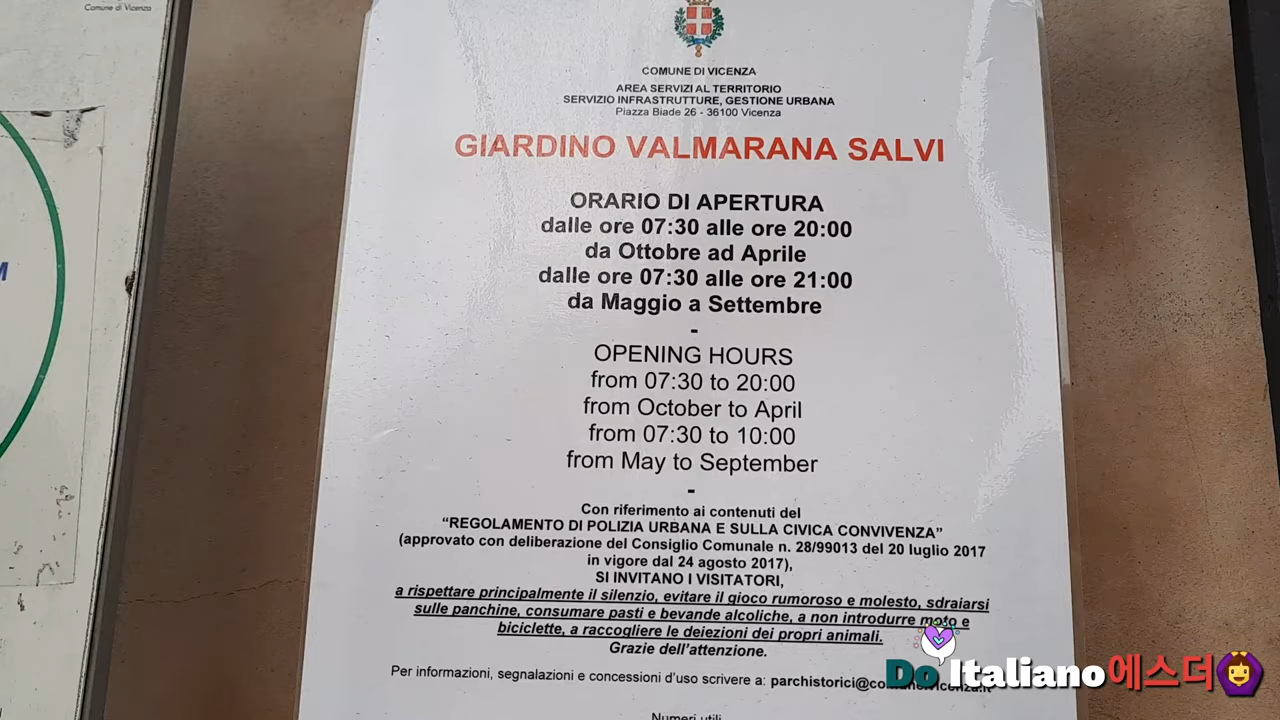 Comune di Vicenza
COMUNE DI VICENZA
AREA SERVIZI AL TERRITORIO
SERVIZIO INFRASTRUTTURE, GESTIONE URBANA
Piazza Biade 26 - 36100 Vicenza
GIARDINO VALMARANA SALVI
ORARIO DI APERTURA
dalle ore 07:30 alle ore 20:00
da Ottobre ad Aprile
dalle ore 07:30 alle ore 21:00
da Maggio a Settembre
-
OPENING HOURS
from 07:30 to 20:00
from October to April
from 07:30 to 10:00
from May to September
-
Con riferimento ai contenuti del
“REGOLAMENTO DI POLIZIA URBANA E SULLA CIVICA CONVIVENZA”
(approvato con deliberazione del Consiglio Comunale n. 28/99013 del 20 luglio 2017
in vigore dal 24 agosto 2017),
SI INVITANO I VISITATORI,
a rispettare principalmente il silenzio, evitare il gioco rumoroso e molesto, sdraiarsi
sulle panchine, consumare pasti e bevande alcoliche, a non introdurre moto e
biciclette, a raccogliere le deiezioni dei propri animali.
Grazie dell'attenzione.
Per informazioni, segnalazioni e concessioni d'uso scrivere a:
Numeri utili
Do Italiano에스더